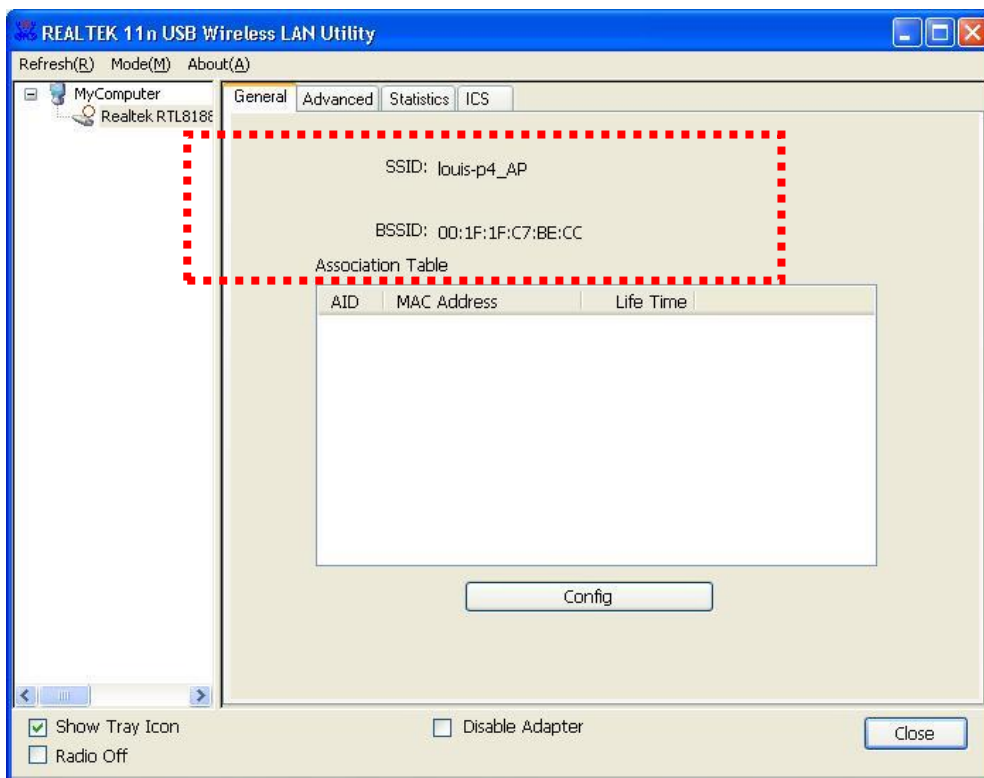 REALTEK 11n USB Wireless LAN Utility
Refresh(R) Mode(M) About(A)
MyComputer
Realtek RTL8188
General Advanced Statistics ICS
SSID: louis-p4_AP
BSSID: 00:1F:1F:C7:BE:CC
Association Table
AID MAC Address Life Time
Config
Show Tray Icon Disable Adapter Close
Radio Off